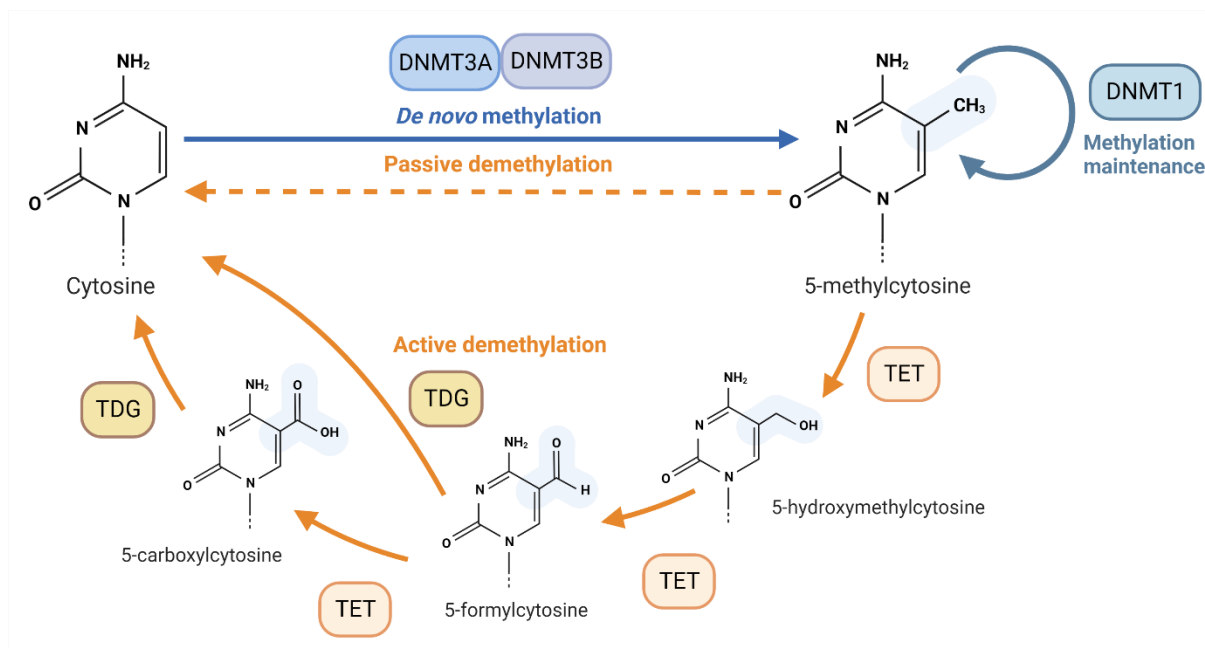 DNMT3A DNMT3B
De novo methylation
Passive demethylation
NH₂
N
O
N
Cytosine
NH₂
CH₃
N
O
N
5-methylcytosine
DNMT1
Methylation
maintenance
TET
NH₂
OH
N
O
N
5-hydroxymethylcytosine
TET
NH₂
O
H
N
O
N
5-formylcytosine
TET
NH₂
O
OH
N
O
N
5-carboxylcytosine
TDG
Active demethylation
TDG